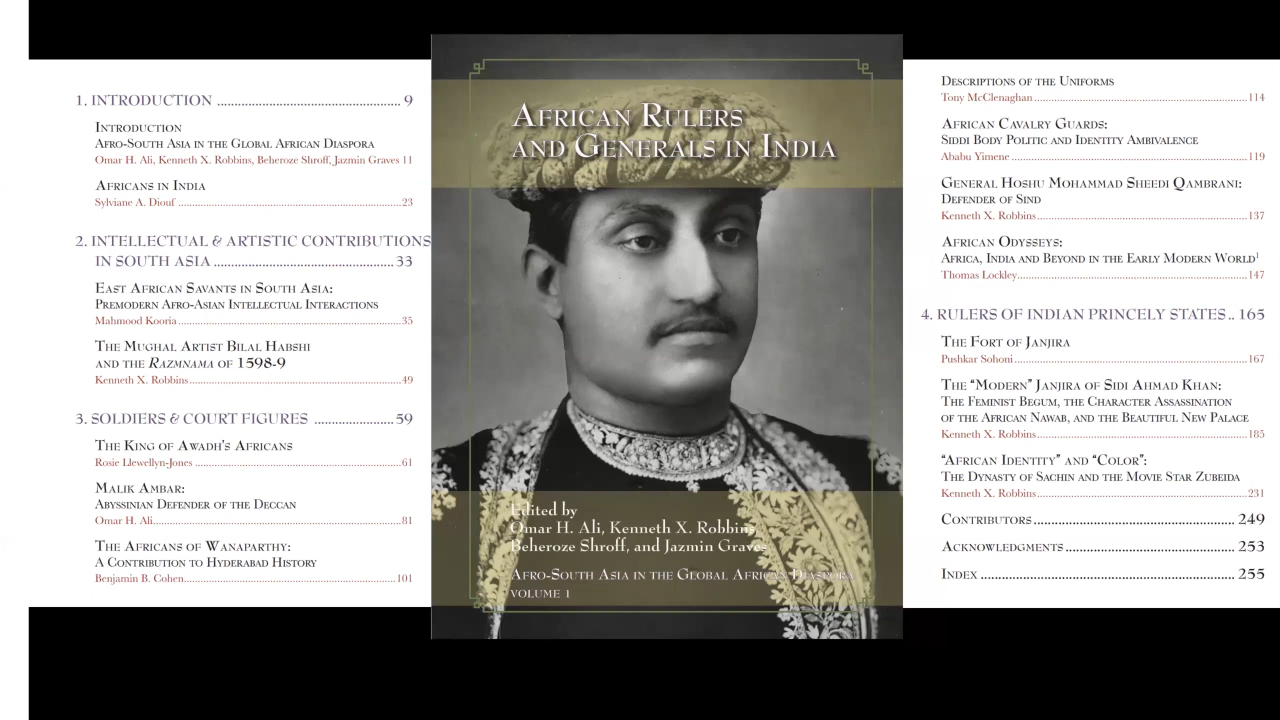 1. INTRODUCTION ........................................ 9
INTRODUCTION
AFRO-SOUTH ASIA IN THE GLOBAL AFRICAN DIASPORA
Omar H. Ali, Kenneth X. Robbins, Beheroze Shroff, Jazmin Graves 11
AFRICANS IN INDIA
Sylviane A. Diouf ........................................23
2. INTELLECTUAL & ARTISTIC CONTRIBUTIONS
IN SOUTH ASIA ........................................ 33
EAST AFRICAN SAVANTS IN SOUTH ASIA:
PREMODERN AFRO-ASIAN INTELLECTUAL INTERACTIONS
Mahmood Kooria ........................................35
THE MUGHAL ARTIST BILAL HABSHI
AND THE RAZMNAMA OF 1598-9
Kenneth X. Robbins ........................................49
3. SOLDIERS & COURT FIGURES ........................................ 59
THE KING OF AWADH'S AFRICANS
Rosie Llewellyn-Jones ........................................61
MALIK AMBAR:
ABYSSINIAN DEFENDER OF THE DECCAN
Omar H. Ali........................................81
THE AFRICANS OF WANAPARTHY:
A CONTRIBUTION TO HYDERABAD HISTORY
Benjamin B. Cohen........................................101
AFRICAN RULERS
AND GENERALS IN INDIA
Edited by
Omar H. Ali, Kenneth X. Robbins,
Beheroze Shroff, and Jazmin Graves
AFRO-SOUTH ASIA IN THE GLOBAL AFRICAN DIASPORA
VOLUME 1
DESCRIPTIONS OF THE UNIFORMS
Tony McClenaghan ........................................114
AFRICAN CAVALRY GUARDS:
SIDDI BODY POLITIC AND IDENTITY AMBIVALENCE
Ababu Yimene ........................................119
GENERAL HOSHU MOHAMMAD SHEEDI QAMBRANI:
DEFENDER OF SIND
Kenneth X. Robbins........................................137
AFRICAN ODYSSEYS:
AFRICA, INDIA AND BEYOND IN THE EARLY MODERN WORLD¹
Thomas Lockley........................................147
4. RULERS OF INDIAN PRINCELY STATES .. 165
THE FORT OF JANJIRA
Pushkar Sohoni ........................................167
THE “MODERN” JANJIRA OF SIDI AHMAD KHAN:
THE FEMINIST BEGUM, THE CHARACTER ASSASSINATION
OF THE AFRICAN NAWAB, AND THE BEAUTIFUL NEW PALACE
Kenneth X. Robbins........................................185
“AFRICAN IDENTITY” AND “COLOR”:
THE DYNASTY OF SACHIN AND THE MOVIE STAR ZUBEIDA
Kenneth X. Robbins........................................231
CONTRIBUTORS ........................................ 249
ACKNOWLEDGMENTS ........................................ 253
INDEX ........................................ 255